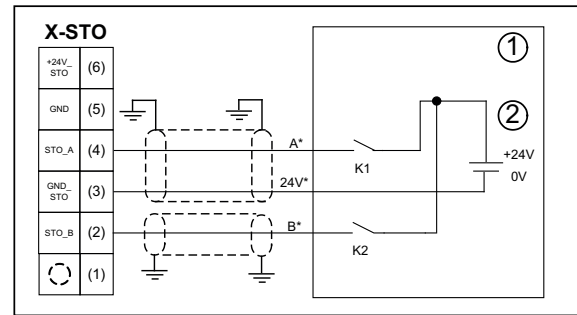 X-STO
+24V_
STO
(6)
GND
(5)
STO_A
(4)
GND_
STO
(3)
STO_B
(2)
(1)
A*
24V*
B*
K1
K2
1
2
+24V
0V